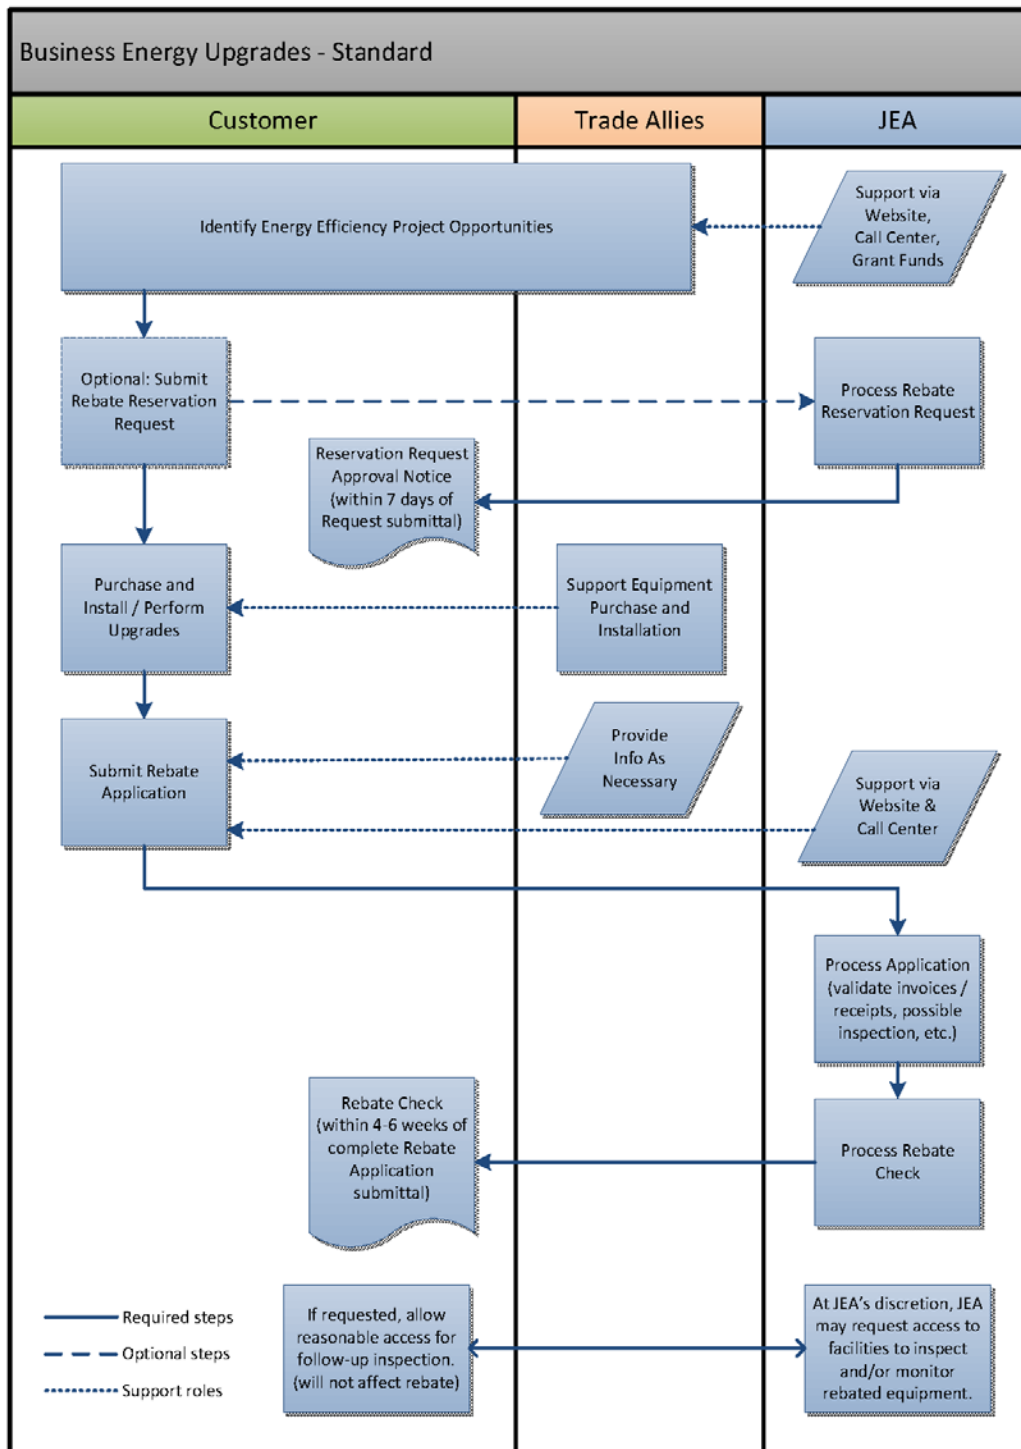 Business Energy Upgrades - Standard
Customer
Trade Allies
JEA
Identify Energy Efficiency Project Opportunities
Support via
Website,
Call Center,
Grant Funds
Optional: Submit
Rebate Reservation
Request
Process Rebate
Reservation Request
Reservation Request
Approval Notice
(within 7 days of
Request submittal)
Purchase and
Install / Perform
Upgrades
Support Equipment
Purchase and
Installation
Submit Rebate
Application
Provide
Info As
Necessary
Support via
Website &
Call Center
Process Application
(validate invoices /
receipts, possible
inspection, etc.)
Rebate Check
(within 4-6 weeks of
complete Rebate
Application
submittal)
Process Rebate
Check
Required steps
Optional steps
Support roles
If requested, allow
reasonable access for
follow-up inspection.
(will not affect rebate)
At JEA's discretion, JEA
may request access to
facilities to inspect
and/or monitor
rebated equipment.